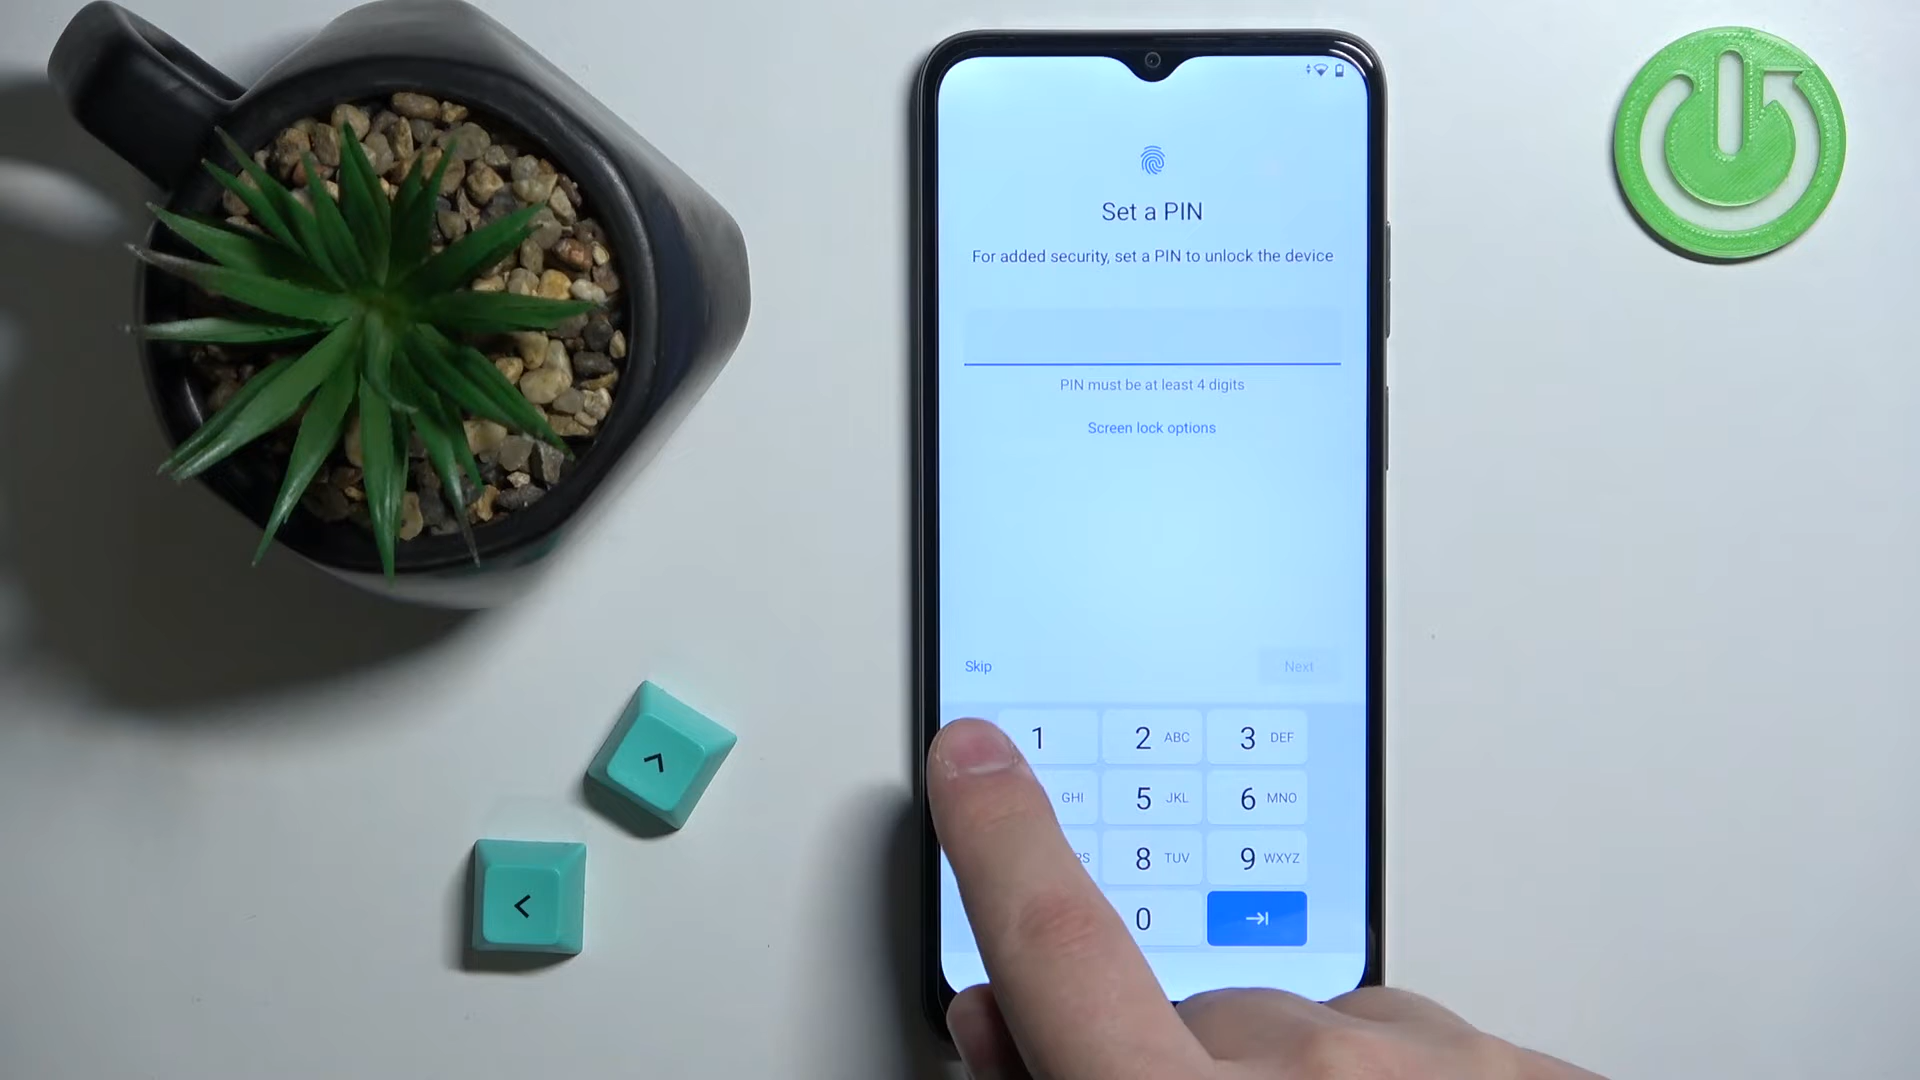 Set a PIN
For added security, set a PIN to unlock the device
PIN must be at least 4 digits
Screen lock options
Skip
Next
1
2 ABC
3 DEF
GHI
5 JKL
6 MNO
8 TUV
9 WXYZ
0
^
<